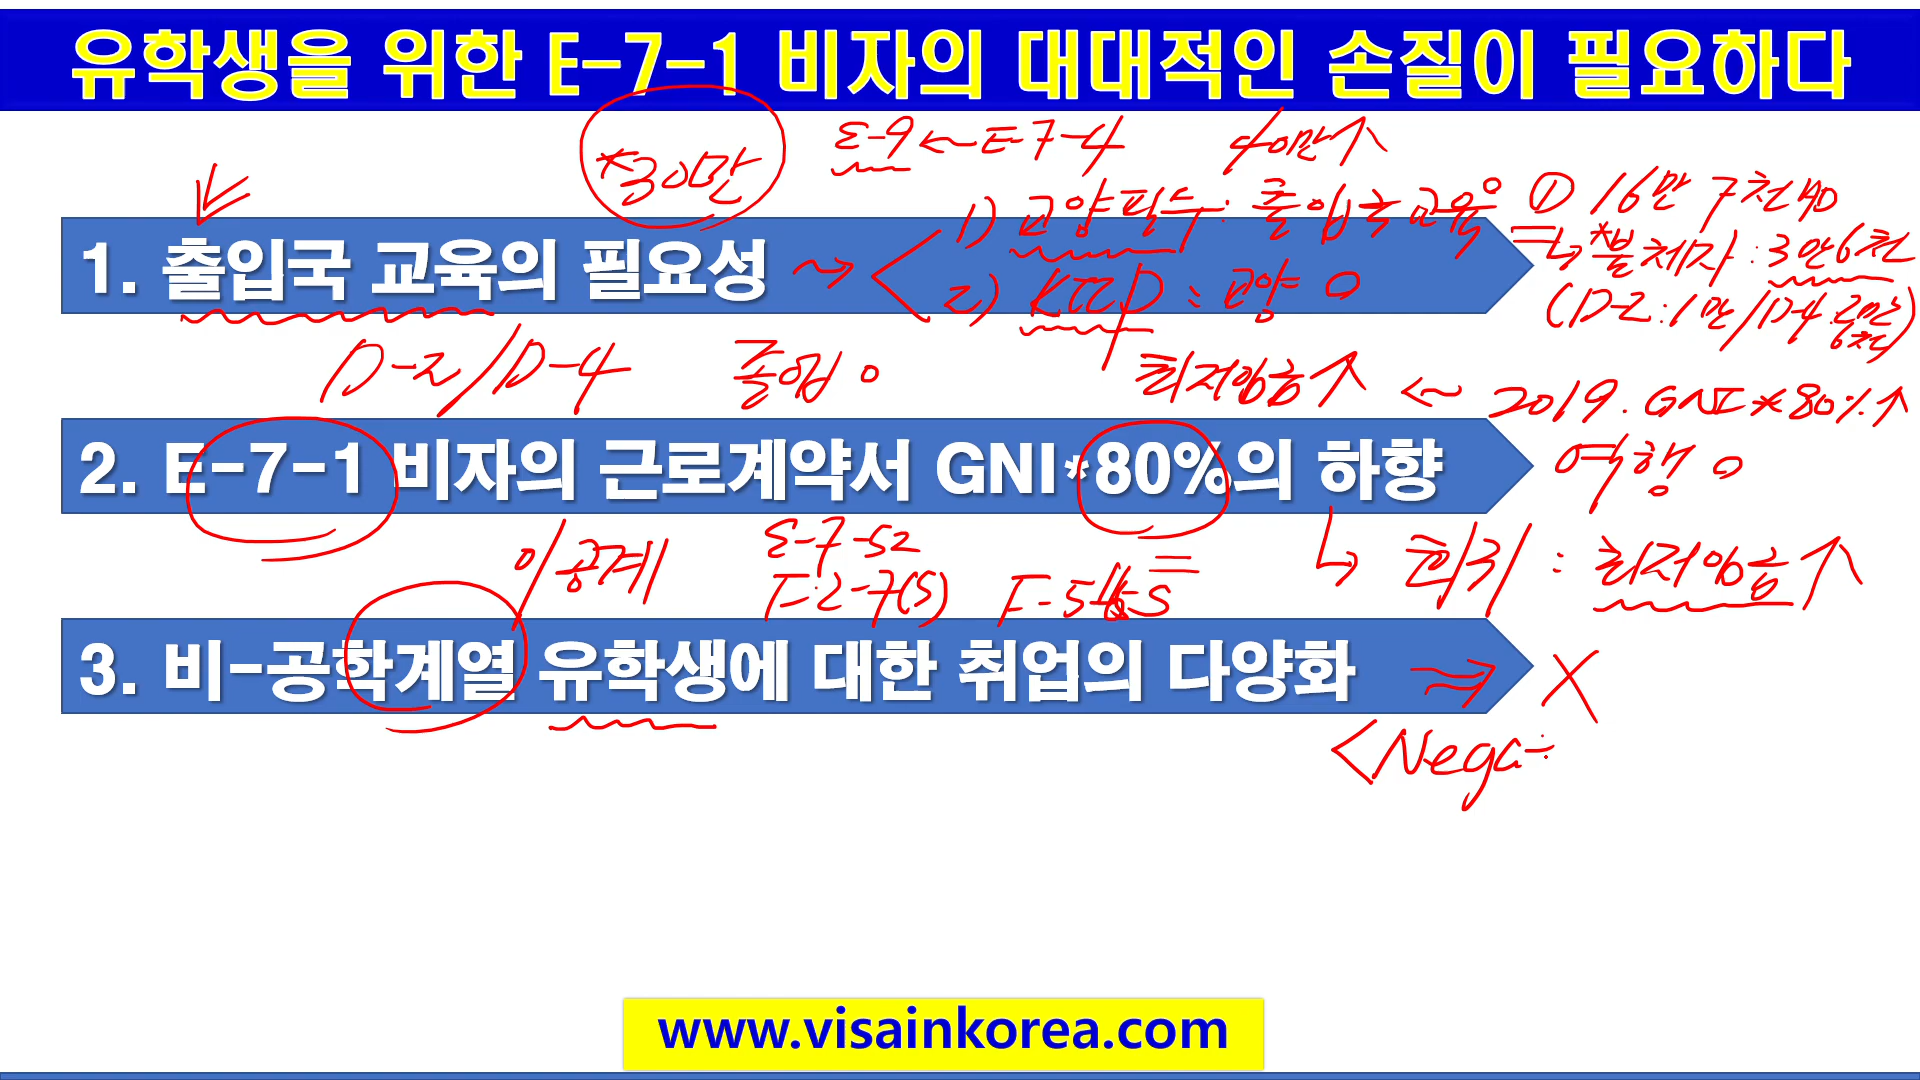 유학생을 위한 E-7-1 비자의 대대적인 손질이 필요하다
*30만
E-9 ← E-7-4 40만↑
1. 출입국 교육의 필요성
1) 교양필수: 출입국교육
2) KIIP: 교양
① 16만 7천
*불체자: 3만6천
(D-2: 1만/D-4: 2만6천)
D-2/D-4 졸업 최저임금↑ ← 2019. GNI*80%↑
2. E-7-1 비자의 근로계약서 GNI*80%의 하향
역행
이공계 E-7-S2
F-2-7(S) F-5-S
회귀: 최저임금↑
3. 비-공학계열 유학생에 대한 취업의 다양화
⇒ X
<Nega
www.visainkorea.com